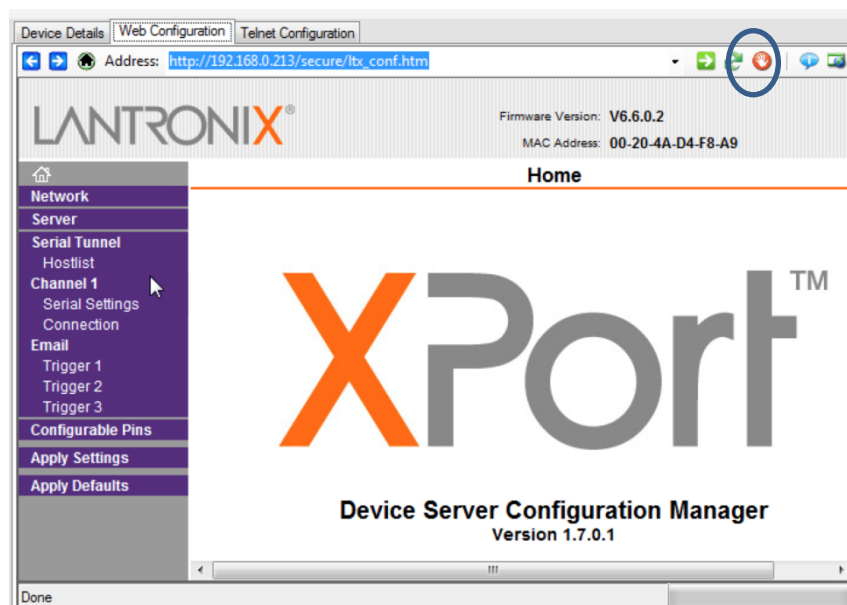 Device Details Web Configuration Telnet Configuration
Address: http://192.168.0.213/secure/ltx_conf.htm
LANTRONIX®
Firmware Version: V6.6.0.2
MAC Address: 00-20-4A-D4-F8-A9
Home
Network
Server
Serial Tunnel
Hostlist
Channel 1
Serial Settings
Connection
Email
Trigger 1
Trigger 2
Trigger 3
Configurable Pins
Apply Settings
Apply Defaults
XPort™
Device Server Configuration Manager
Version 1.7.0.1
Done